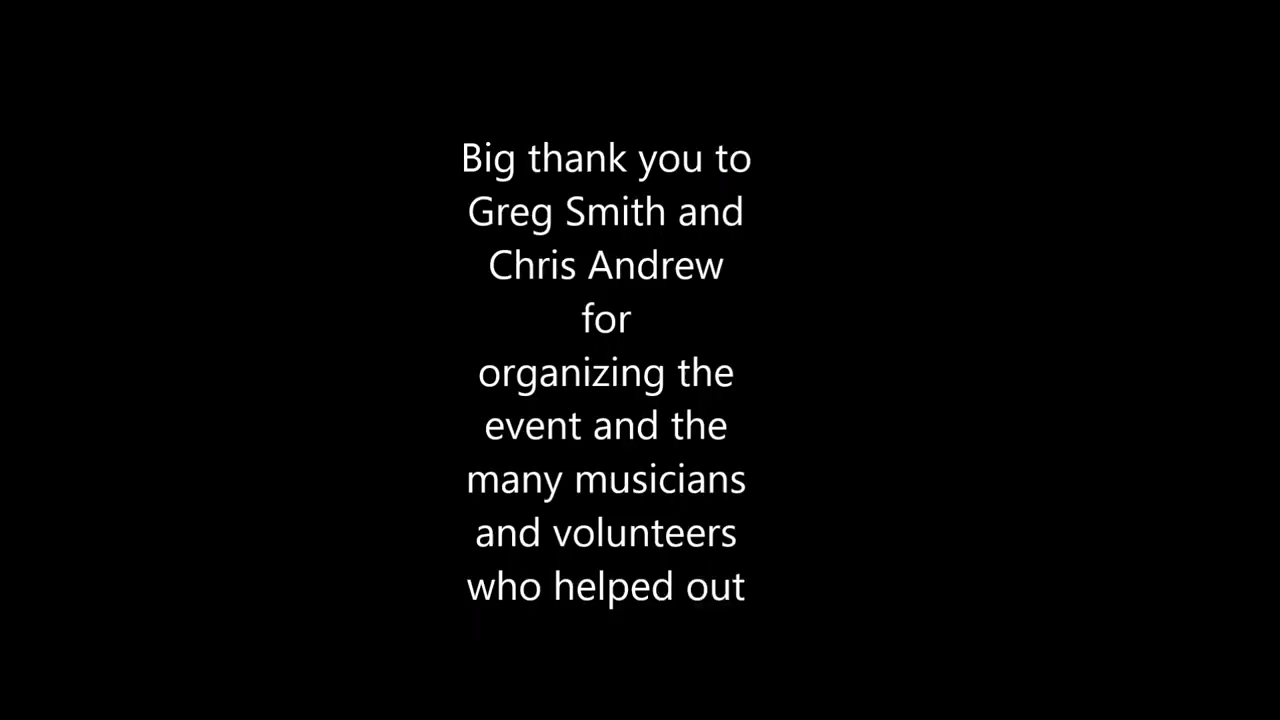 Big thank you to
Greg Smith and
Chris Andrew
for
organizing the
event and the
many musicians
and volunteers
who helped out